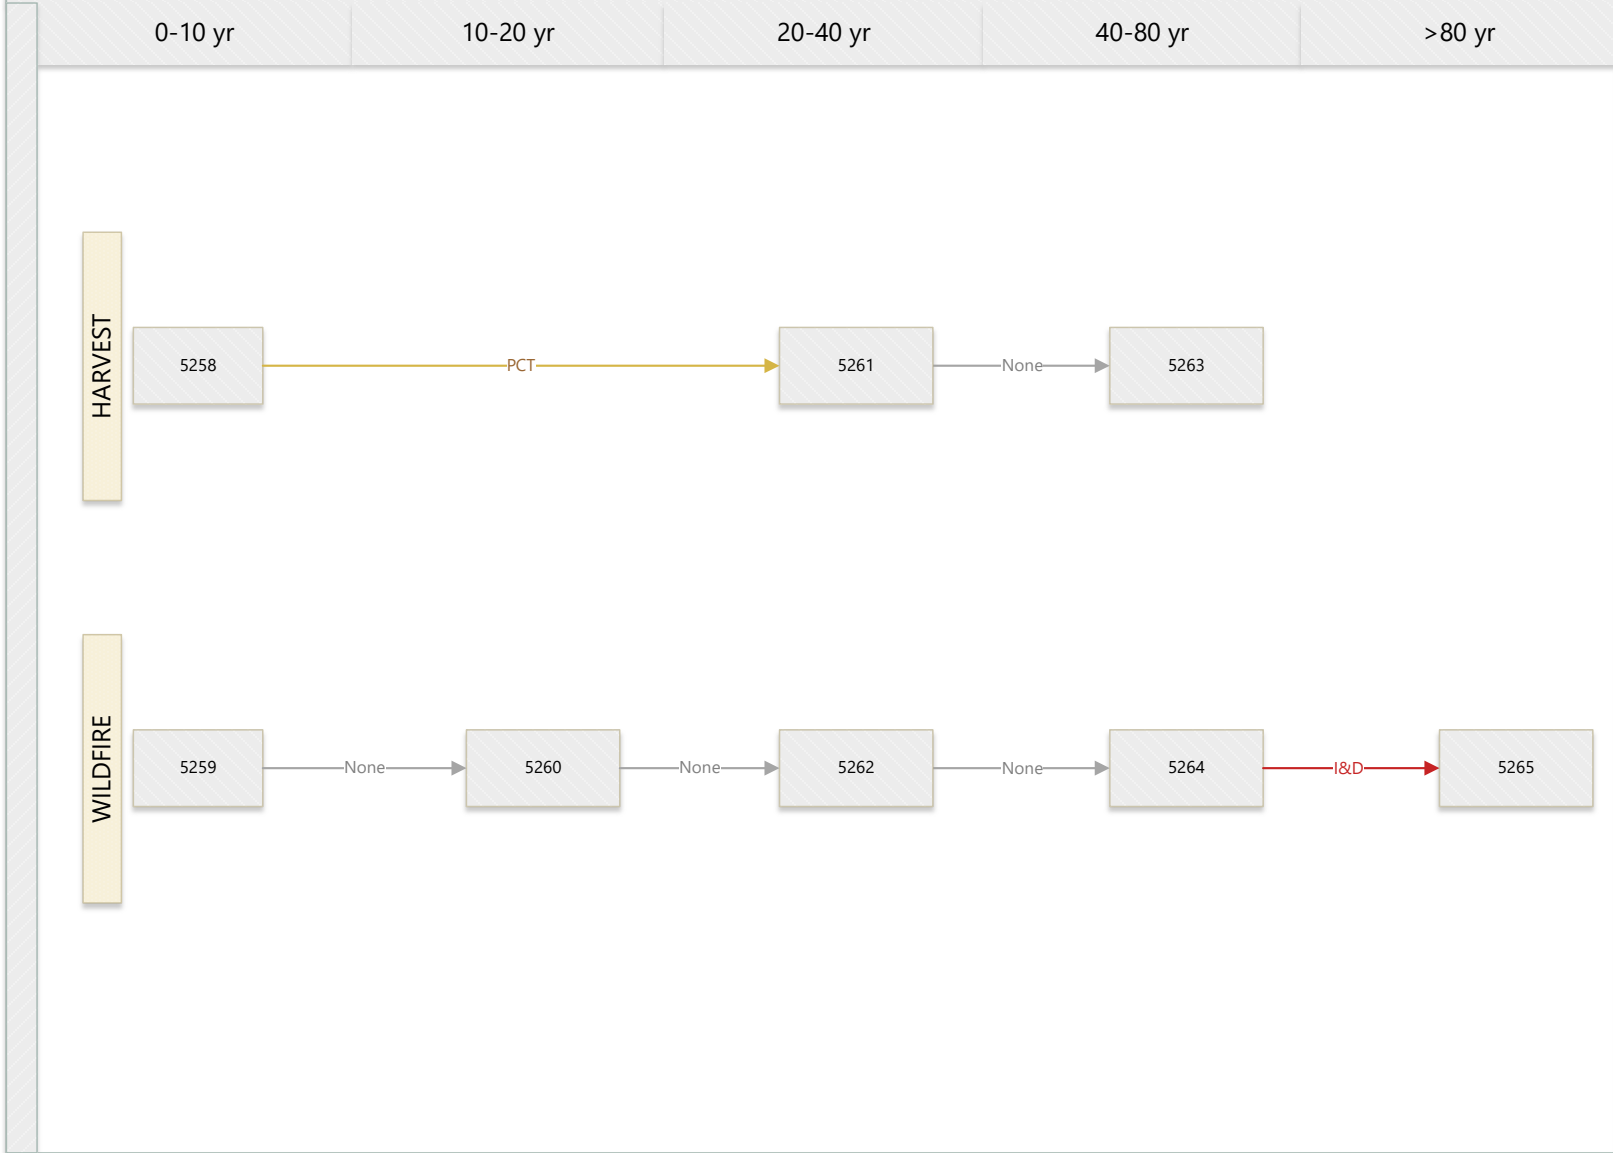 0-10 yr
10-20 yr
20-40 yr
40-80 yr
>80 yr
HARVEST
5258
PCT
5261
None
5263
WILDFIRE
5259
None
5260
None
5262
None
5264
I&D
5265